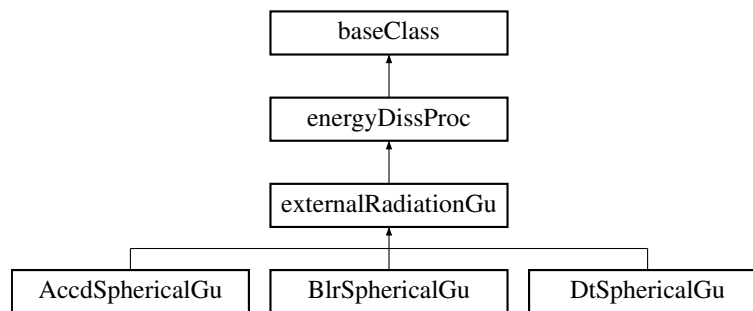 baseClass
energyDissProc
externalRadiationGu
AccdSphericalGu BlrSphericalGu DtSphericalGu